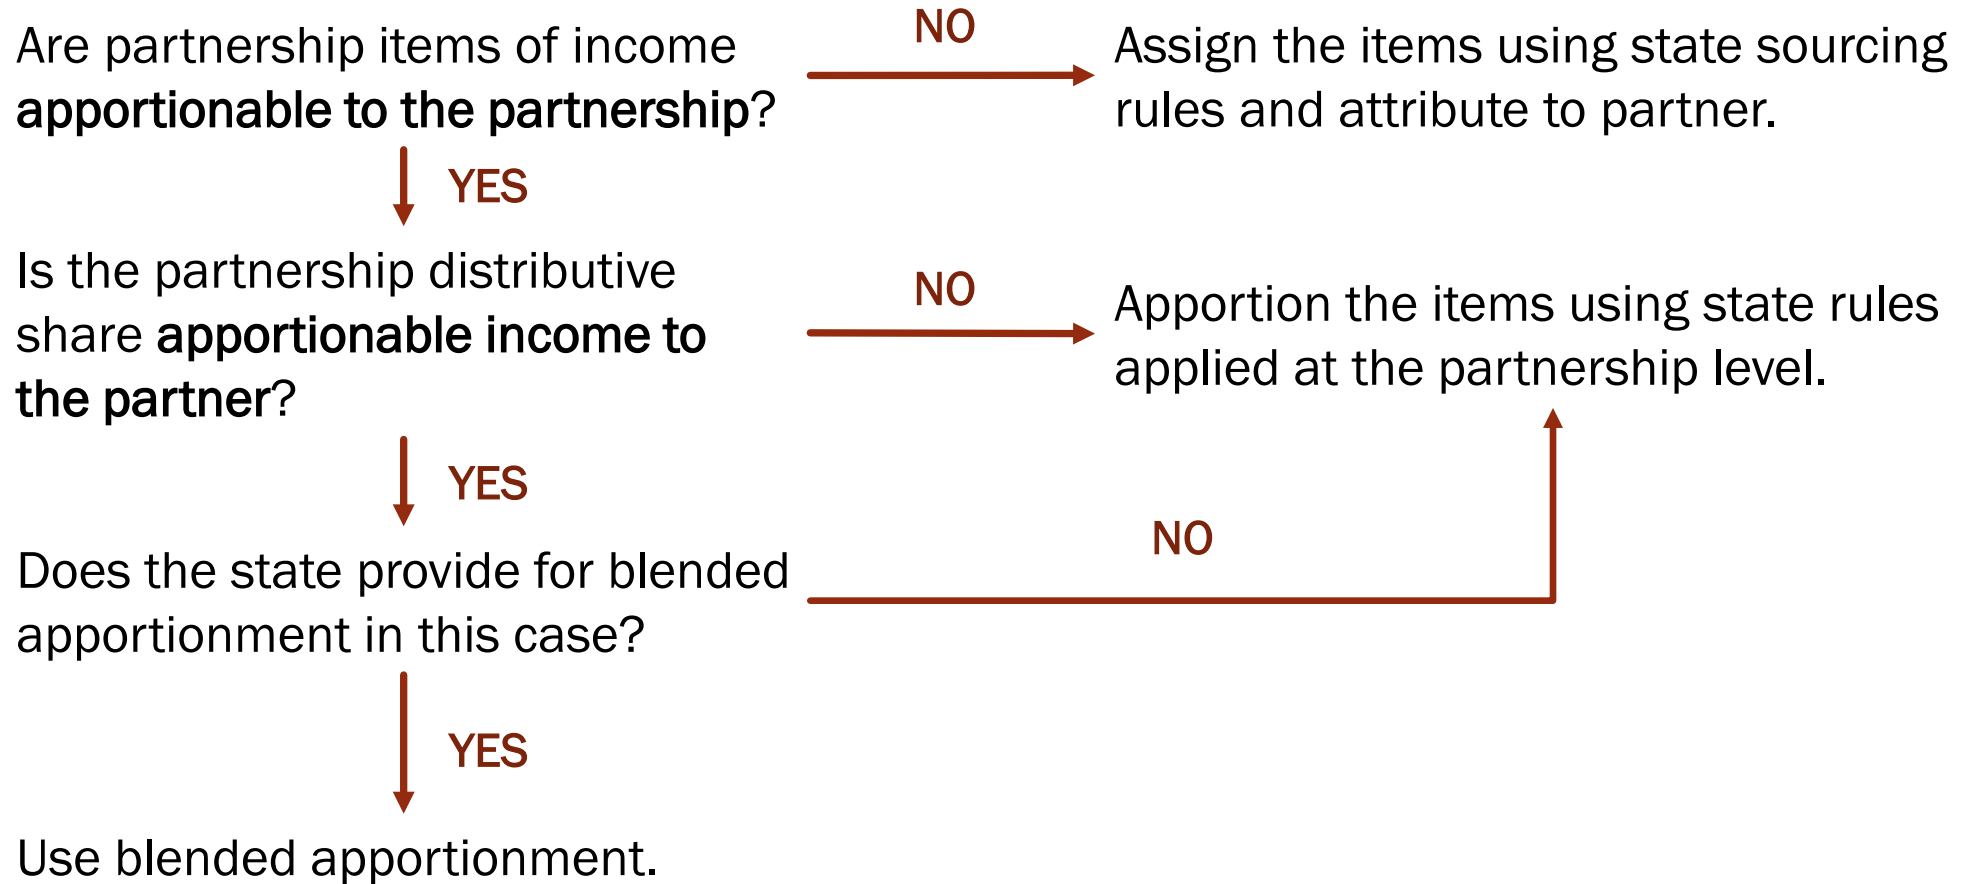 Are partnership items of income
apportionable to the partnership?
NO
Assign the items using state sourcing
rules and attribute to partner.
YES
Is the partnership distributive
share apportionable income to
the partner?
NO
Apportion the items using state rules
applied at the partnership level.
YES
Does the state provide for blended
apportionment in this case?
NO
YES
Use blended apportionment.